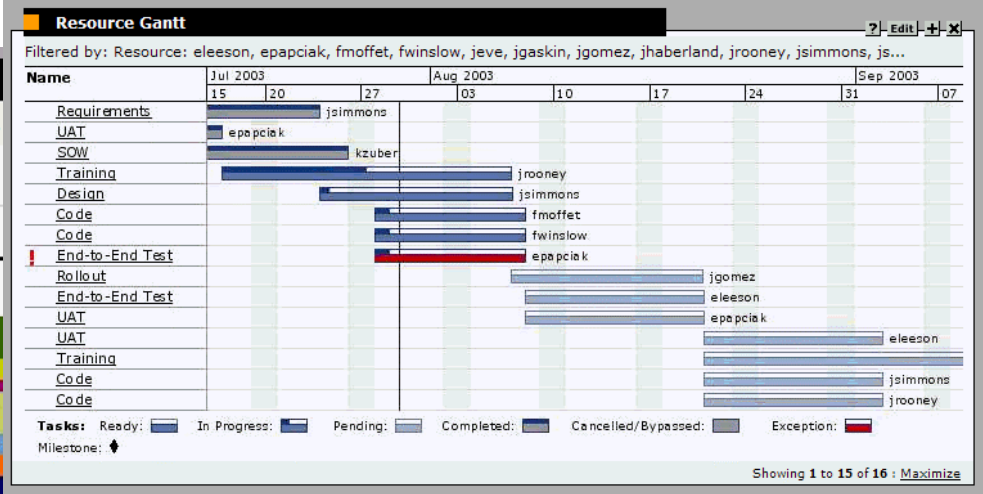 Resource Gantt
? Edit + ×
Filtered by: Resource: eleeson, epapciak, fmoffet, fwinslow, jeve, jgaskin, jgomez, jhaberland, jrooney, jsimmons, js...
Name Jul 2003 Aug 2003 Sep 2003
15 20 27 03 10 17 24 31 07
Requirements jsimmons
UAT epapciak
SOW kzuber
Training jrooney
Design jsimmons
Code fmoffet
Code fwinslow
! End-to-End Test epapciak
Rollout jgomez
End-to-End Test eleeson
UAT epapciak
UAT eleeson
Training
Code jsimmons
Code jrooney
Tasks: Ready: In Progress: Pending: Completed: Cancelled/Bypassed: Exception:
Milestone:
Showing 1 to 15 of 16 : Maximize